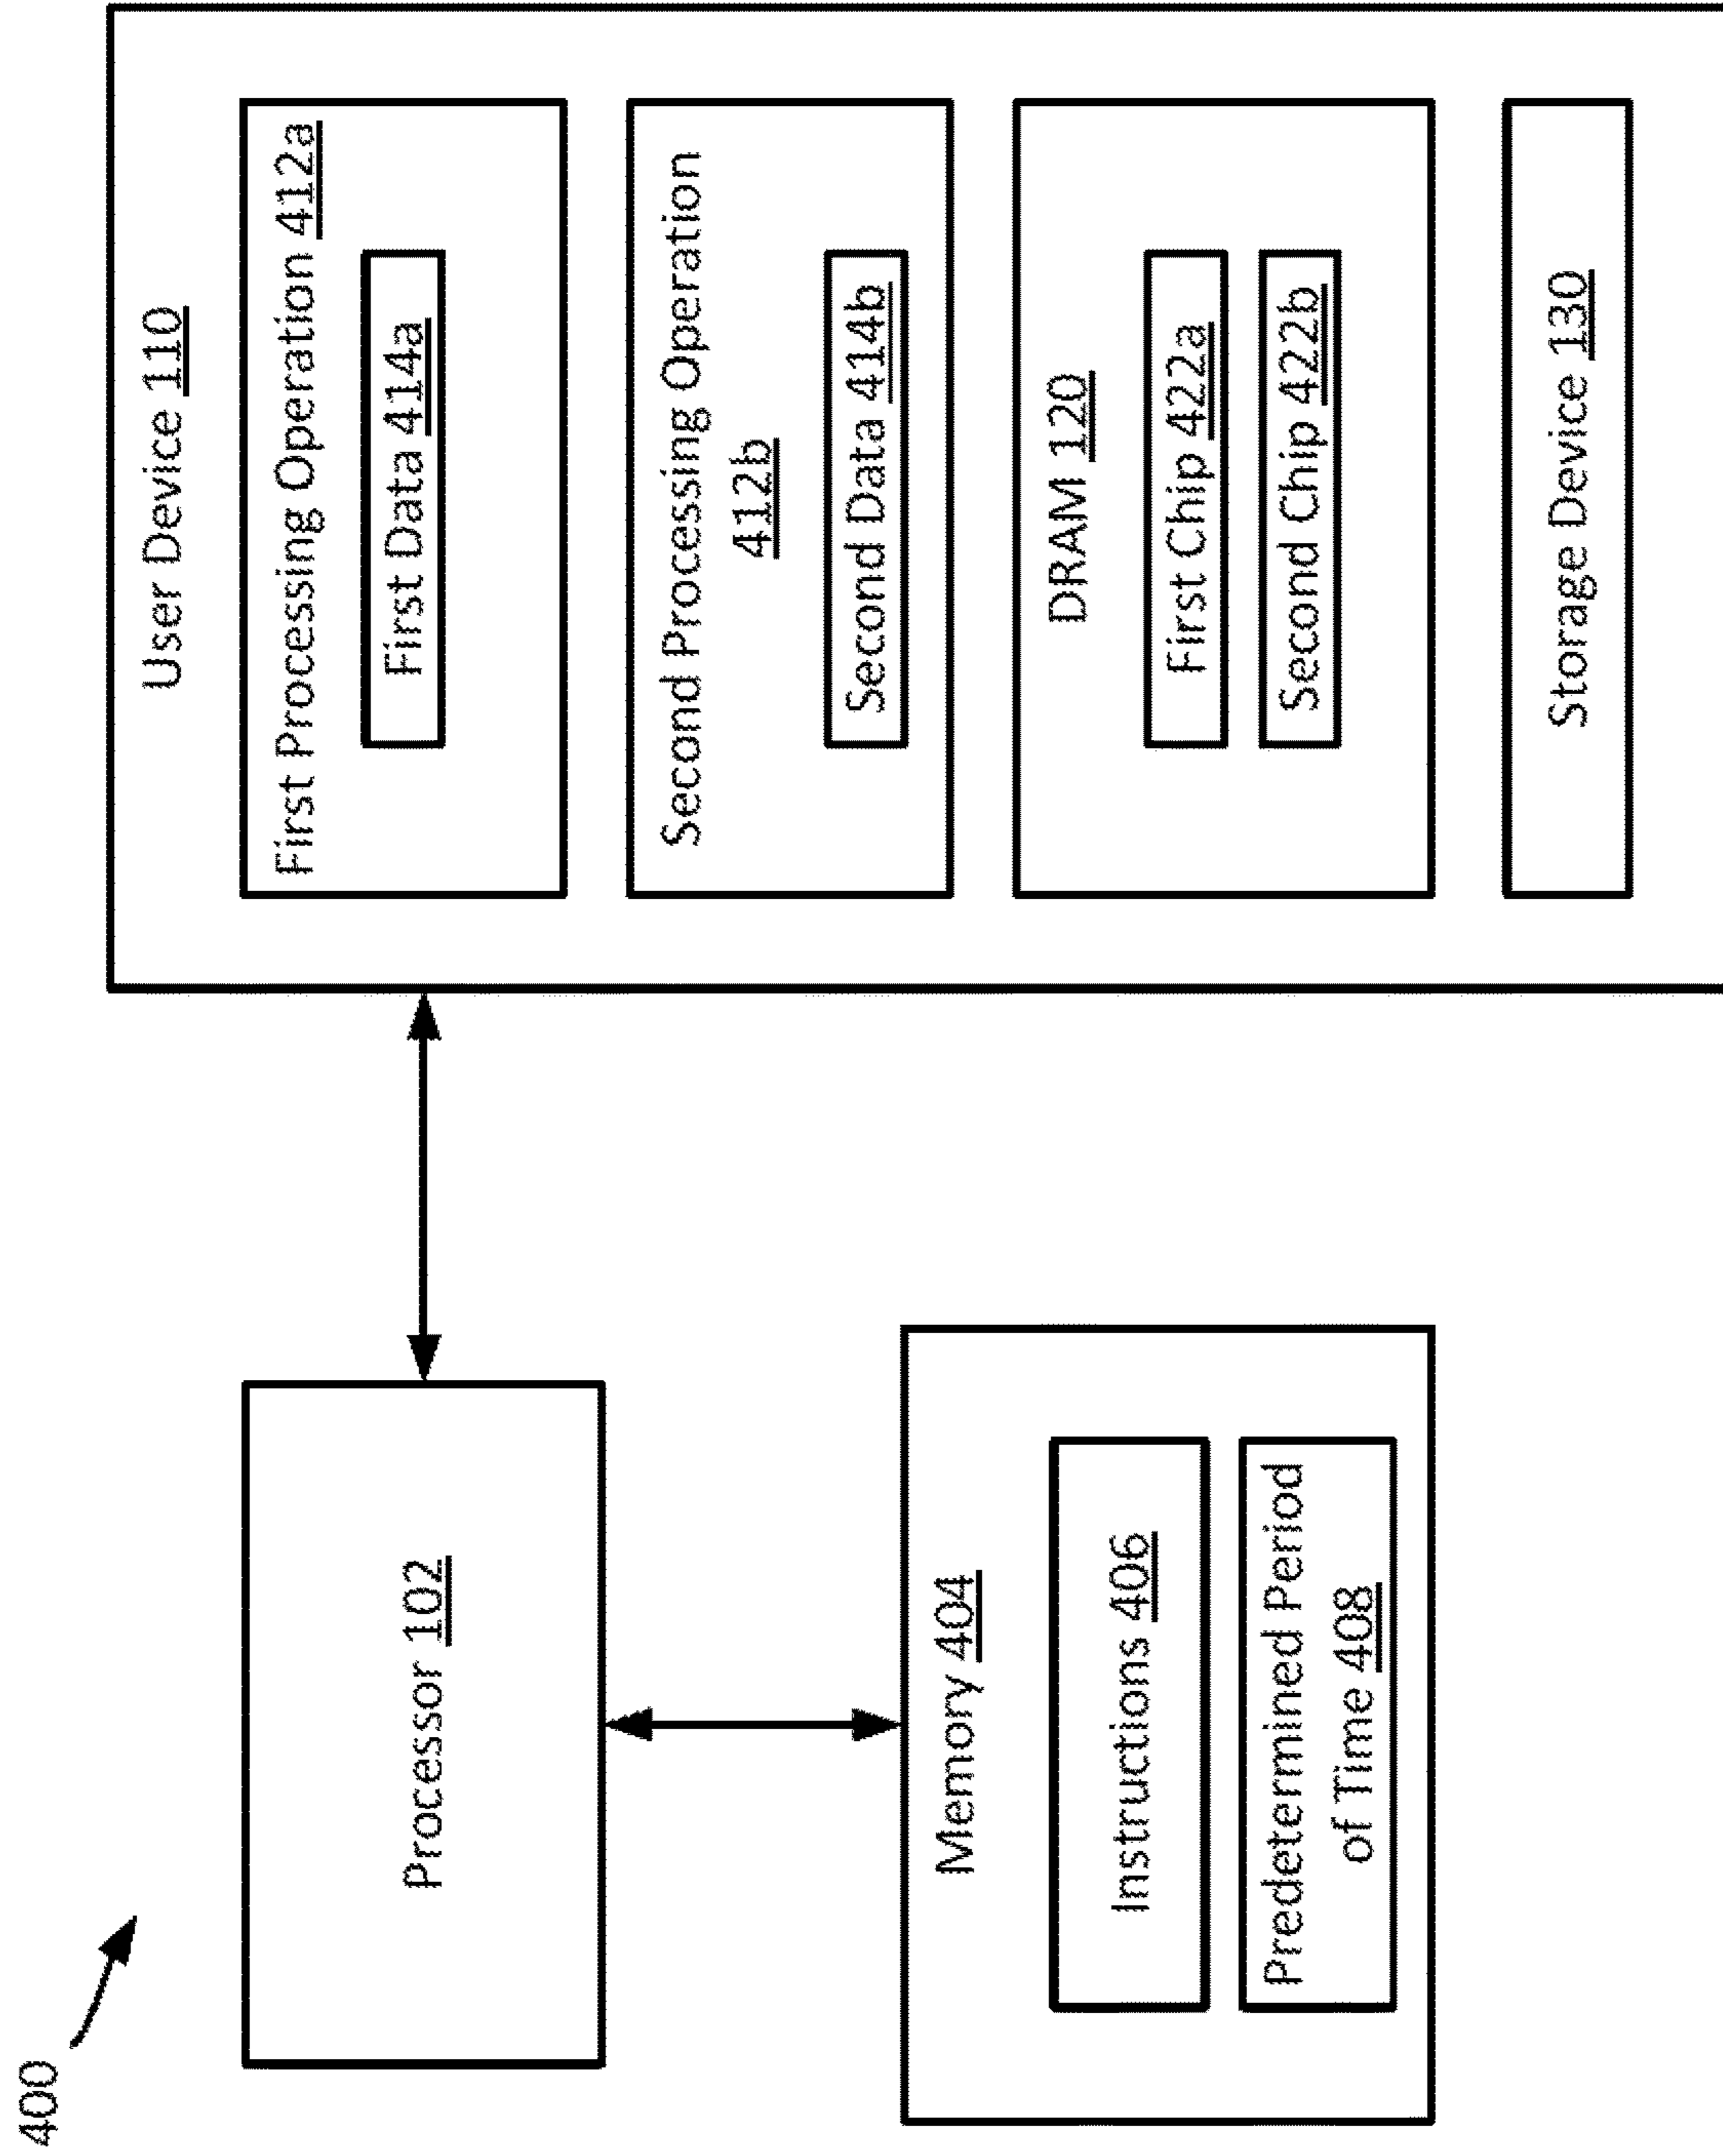 400
Processor 102
Memory 404
Instructions 406
Predetermined Period
of Time 408
User Device 110
First Processing Operation 412a
First Data 414a
Second Processing Operation
412b
Second Data 414b
DRAM 120
First Chip 422a
Second Chip 422b
Storage Device 130